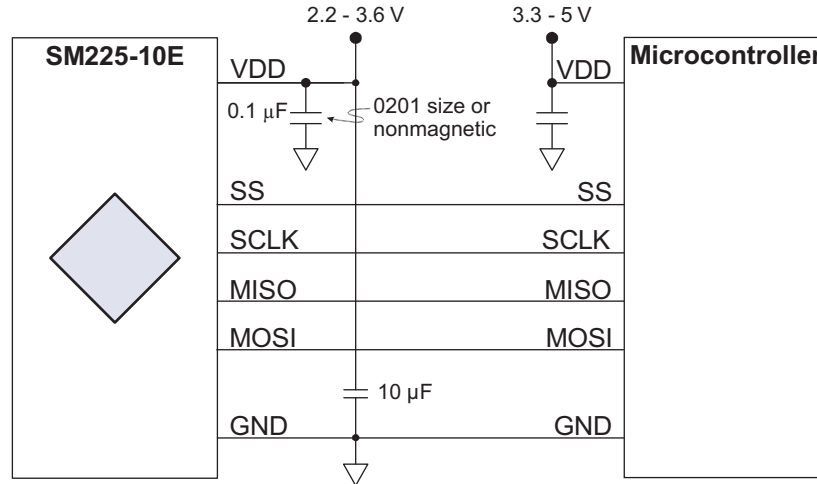 2.2 - 3.6 V
3.3 - 5 V
SM225-10E
VDD
VDD
Microcontroller
0.1 μF
0201 size or
nonmagnetic
SS
SS
SCLK
SCLK
MISO
MISO
MOSI
MOSI
10 μF
GND
GND